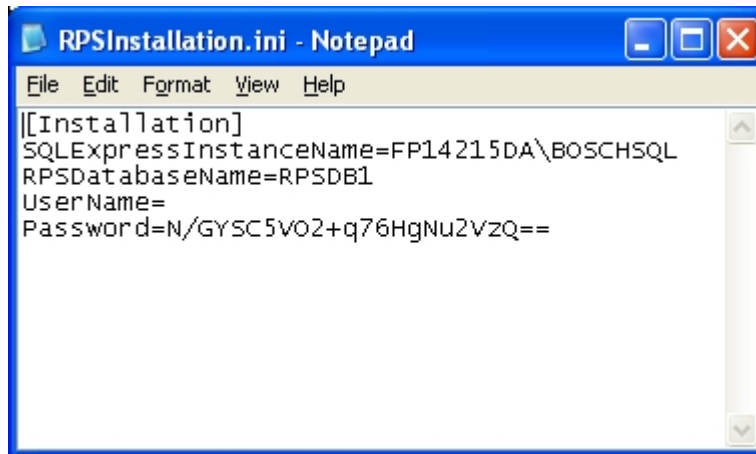 RPSInstallation.ini - Notepad
File Edit Format View Help
[Installation]
SQLExpressInstanceName=FP14215DA\BOSCHSQL
RPSDatabaseName=RPSDB1
UserName=
Password=N/GYSC5VO2+q76HgNu2VzQ==